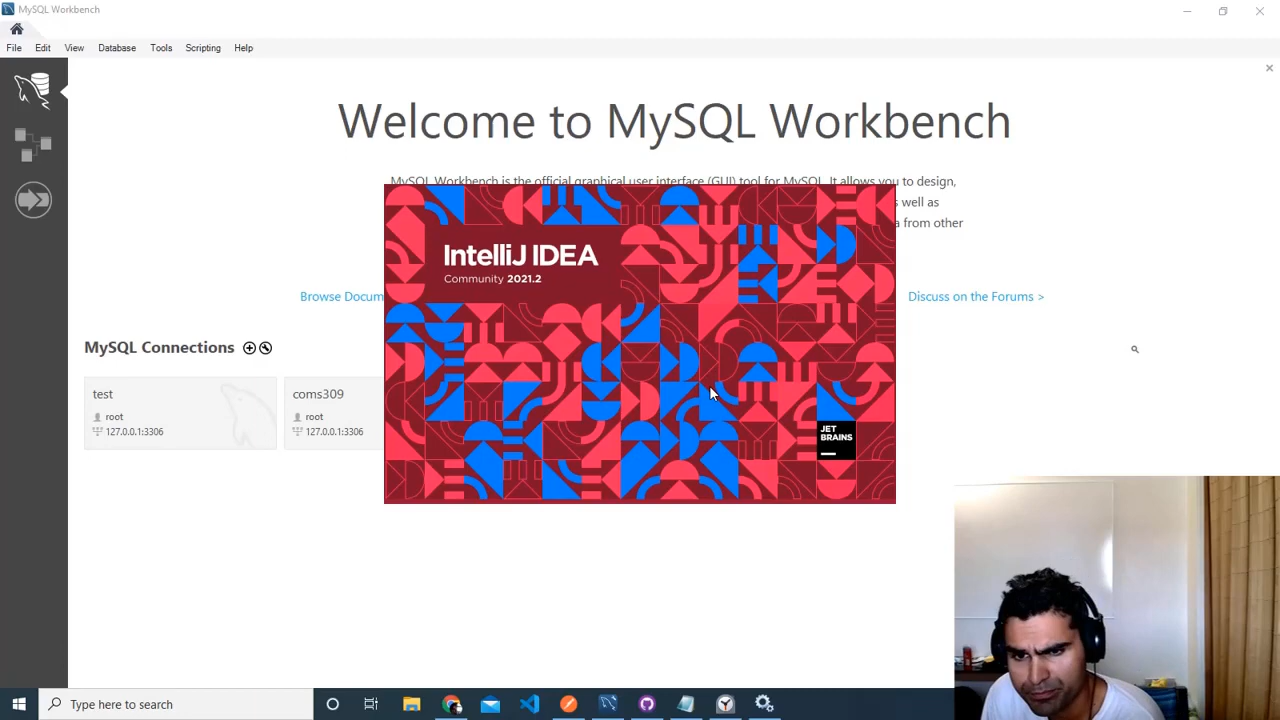 MySQL Workbench
File Edit View Database Tools Scripting Help
Welcome to MySQL Workbench
MySQL Workbench is the official graphical user interface (GUI) tool for MySQL. It allows you to design,
s well as
a from other
IntelliJ IDEA
Community 2021.2
Browse Docum
Discuss on the Forums >
MySQL Connections
test
root
127.0.0.1:3306
coms309
root
127.0.0.1:3306
JET
BRAINS
Type here to search